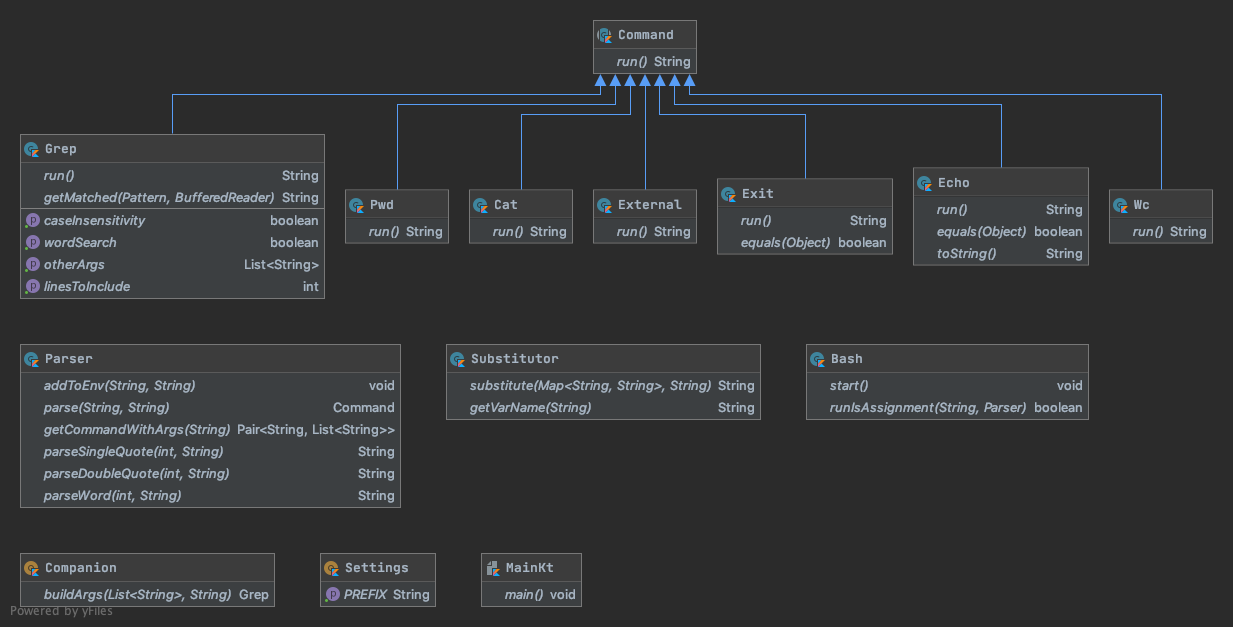 Command
run() String
Grep
run() String
getMatched(Pattern, BufferedReader) String
caseInsensitivity boolean
wordSearch boolean
otherArgs List<String>
linesToInclude int
Pwd
run() String
Cat
run() String
External
run() String
Exit
run() String
equals(Object) boolean
Echo
run() String
equals(Object) boolean
toString() String
Wc
run() String
Parser
addToEnv(String, String) void
parse(String, String) Command
getCommandWithArgs(String) Pair<String, List<String>>
parseSingleQuote(int, String) String
parseDoubleQuote(int, String) String
parseWord(int, String) String
Substitutor
substitute(Map<String, String>, String) String
getVarName(String) String
Bash
start() void
runIsAssignment(String, Parser) boolean
Companion
buildArgs(List<String>, String) Grep
Settings
PREFIX String
MainKt
main() void
Powered by yFiles